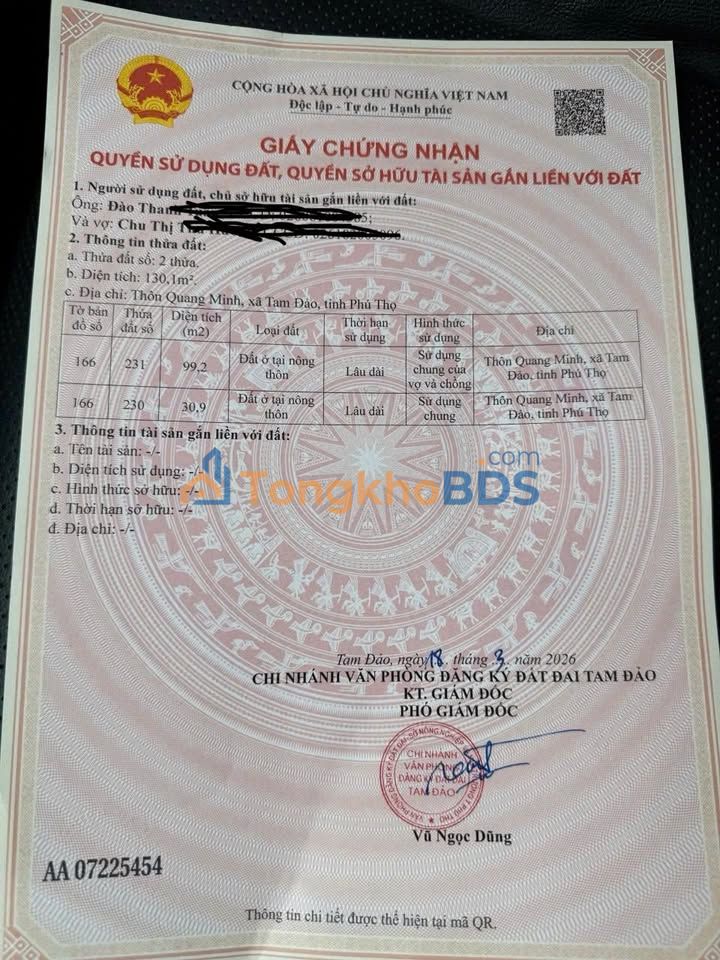 CỘNG HÒA XÃ HỘI CHỦ NGHĨA VIỆT NAM
Độc lập - Tự do - Hạnh phúc
GIẤY CHỨNG NHẬN
QUYỀN SỬ DỤNG ĐẤT, QUYỀN SỞ HỮU TÀI SẢN GẮN LIỀN VỚI ĐẤT
1. Người sử dụng đất, chủ sở hữu tài sản gắn liền với đất:
Ông: Đào Thanh
Và vợ: Chu Thị
2. Thông tin thửa đất:
a. Thửa đất số: 2 thửa.
b. Diện tích: 130,1m².
c. Địa chỉ: Thôn Quang Minh, xã Tam Đảo, tỉnh Phú Thọ
Tờ bản đồ số Thửa đất số Diện tích (m2) Loại đất Thời hạn sử dụng Hình thức sử dụng Địa chỉ
166 231 99,2 Đất ở tại nông thôn Lâu dài Sử dụng chung của vợ và chồng Thôn Quang Minh, xã Tam Đảo, tỉnh Phú Thọ
166 230 30,9 Đất ở tại nông thôn Lâu dài Sử dụng chung Thôn Quang Minh, xã Tam Đảo, tỉnh Phú Thọ
3. Thông tin tài sản gắn liền với đất:
a. Tên tài sản: -/-
b. Diện tích sử dụng: -/-
c. Hình thức sở hữu: -/-
d. Thời hạn sở hữu: -/-
đ. Địa chỉ: -/-
TongkhoBDS.com
Tam Đảo, ngày 18. tháng .3. năm 2026
CHI NHÁNH VĂN PHÒNG ĐĂNG KÝ ĐẤT ĐAI TAM ĐẢO
KT. GIÁM ĐỐC
PHÓ GIÁM ĐỐC
CHI NHÁNH
VĂN PHÒNG
ĐĂNG KÝ ĐẤT ĐAI
TAM ĐẢO
Vũ Ngọc Dũng
AA 07225454
Thông tin chi tiết được thể hiện tại mã QR.